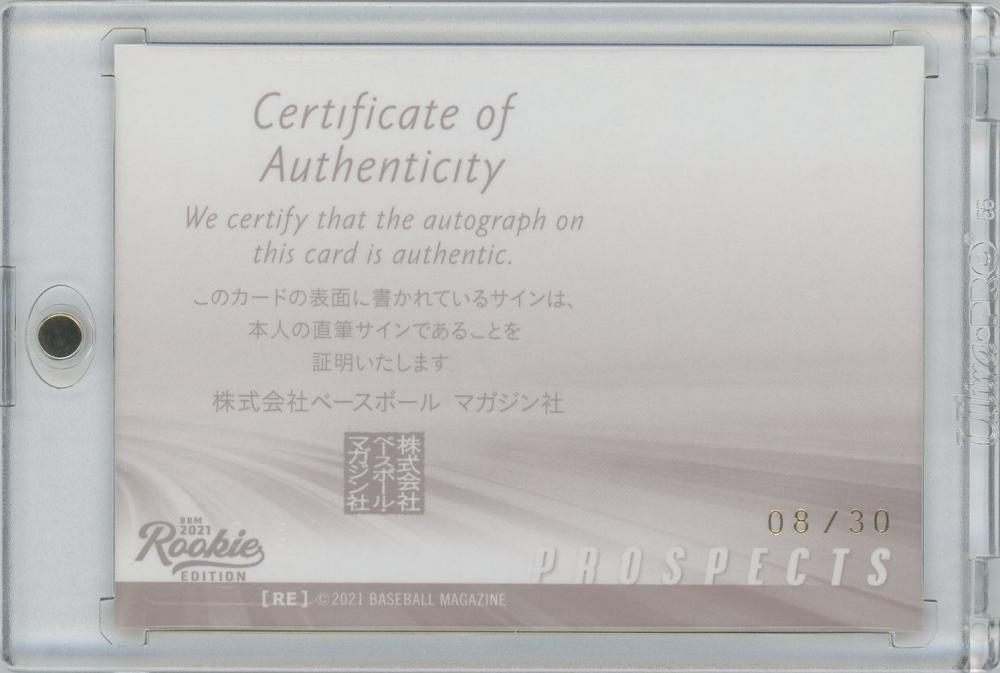 Certificate of
Authenticity
We certify that the autograph on
this card is authentic.
このカードの表面に書かれているサインは、
本人の直筆サインであることを
証明いたします
株式会社ベースボール マガジン社
株式会社
ベースボール
マガジン社
08/30
BBM
2021
Rookie
EDITION
PROSPECTS
[RE] ©2021 BASEBALL MAGAZINE
Ultra PRO
55